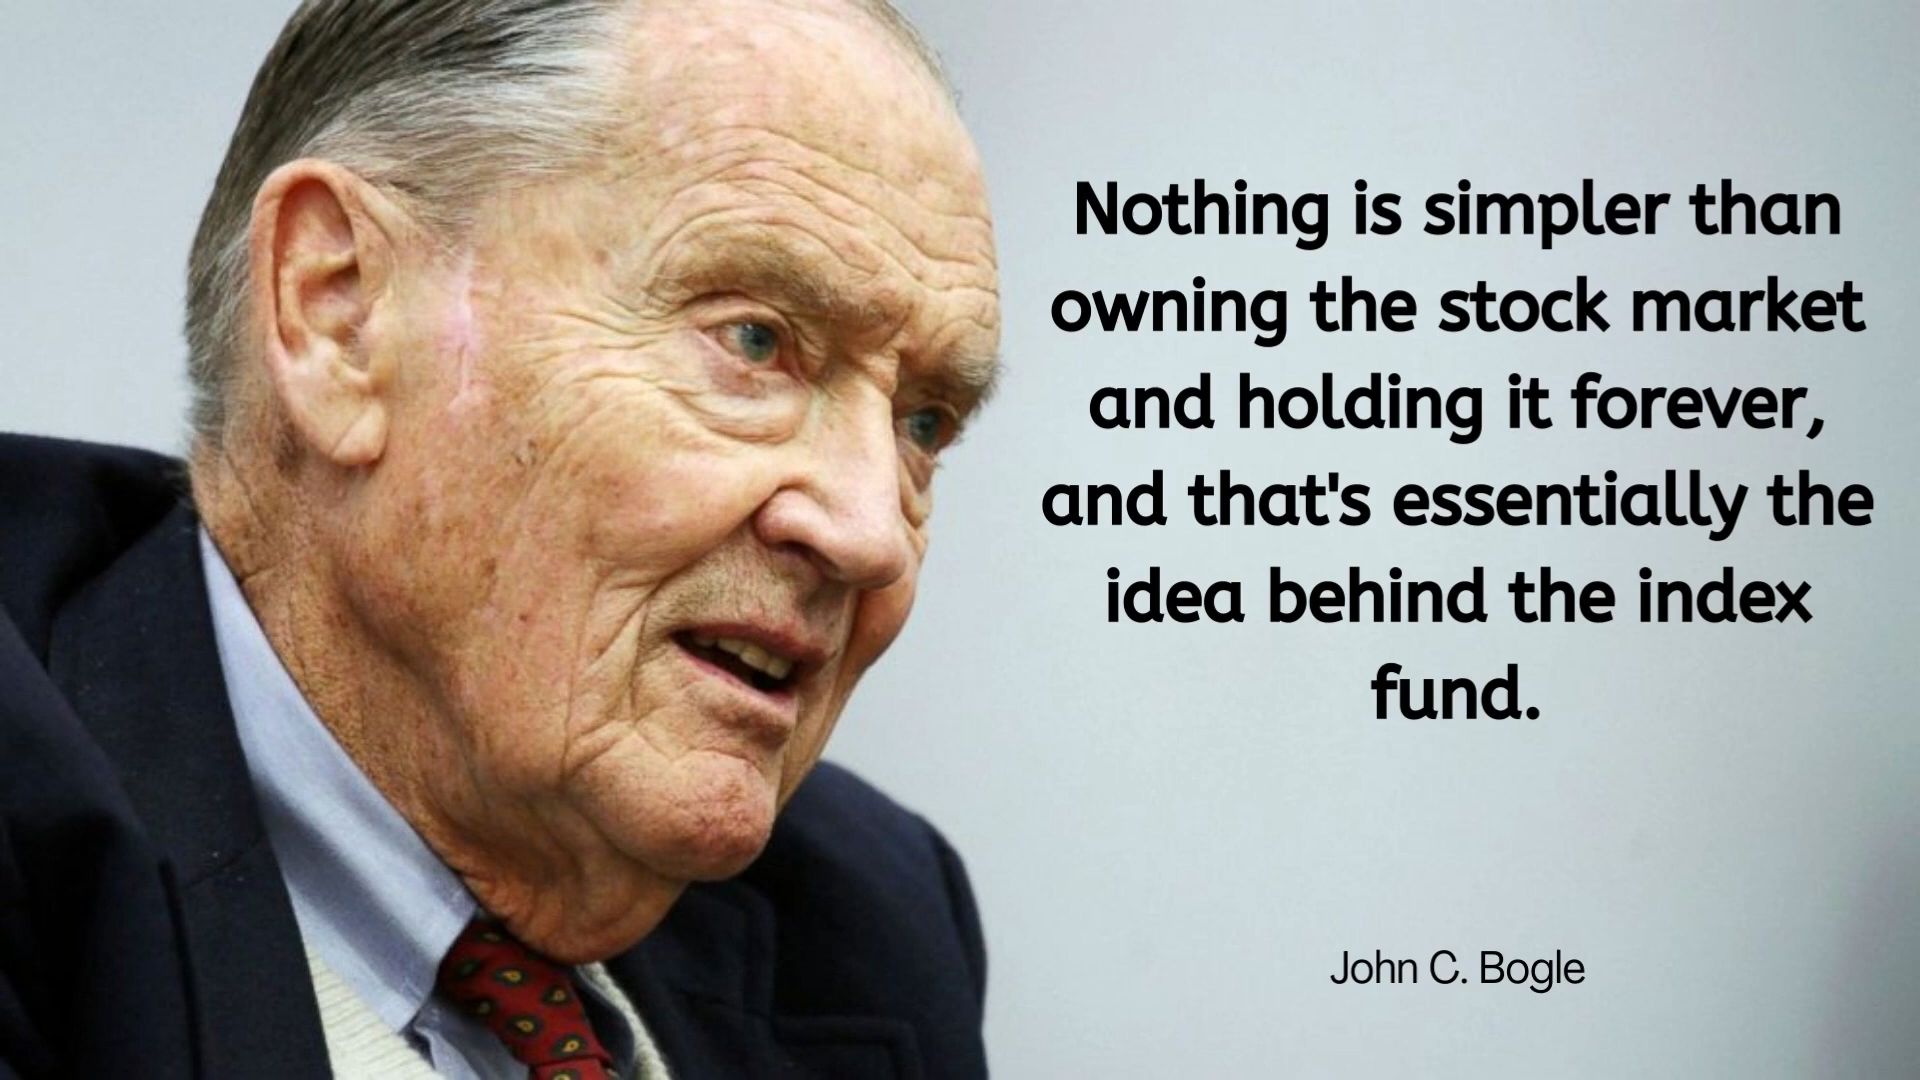 Nothing is simpler than
owning the stock market
and holding it forever,
and that's essentially the
idea behind the index
fund.
John C. Bogle